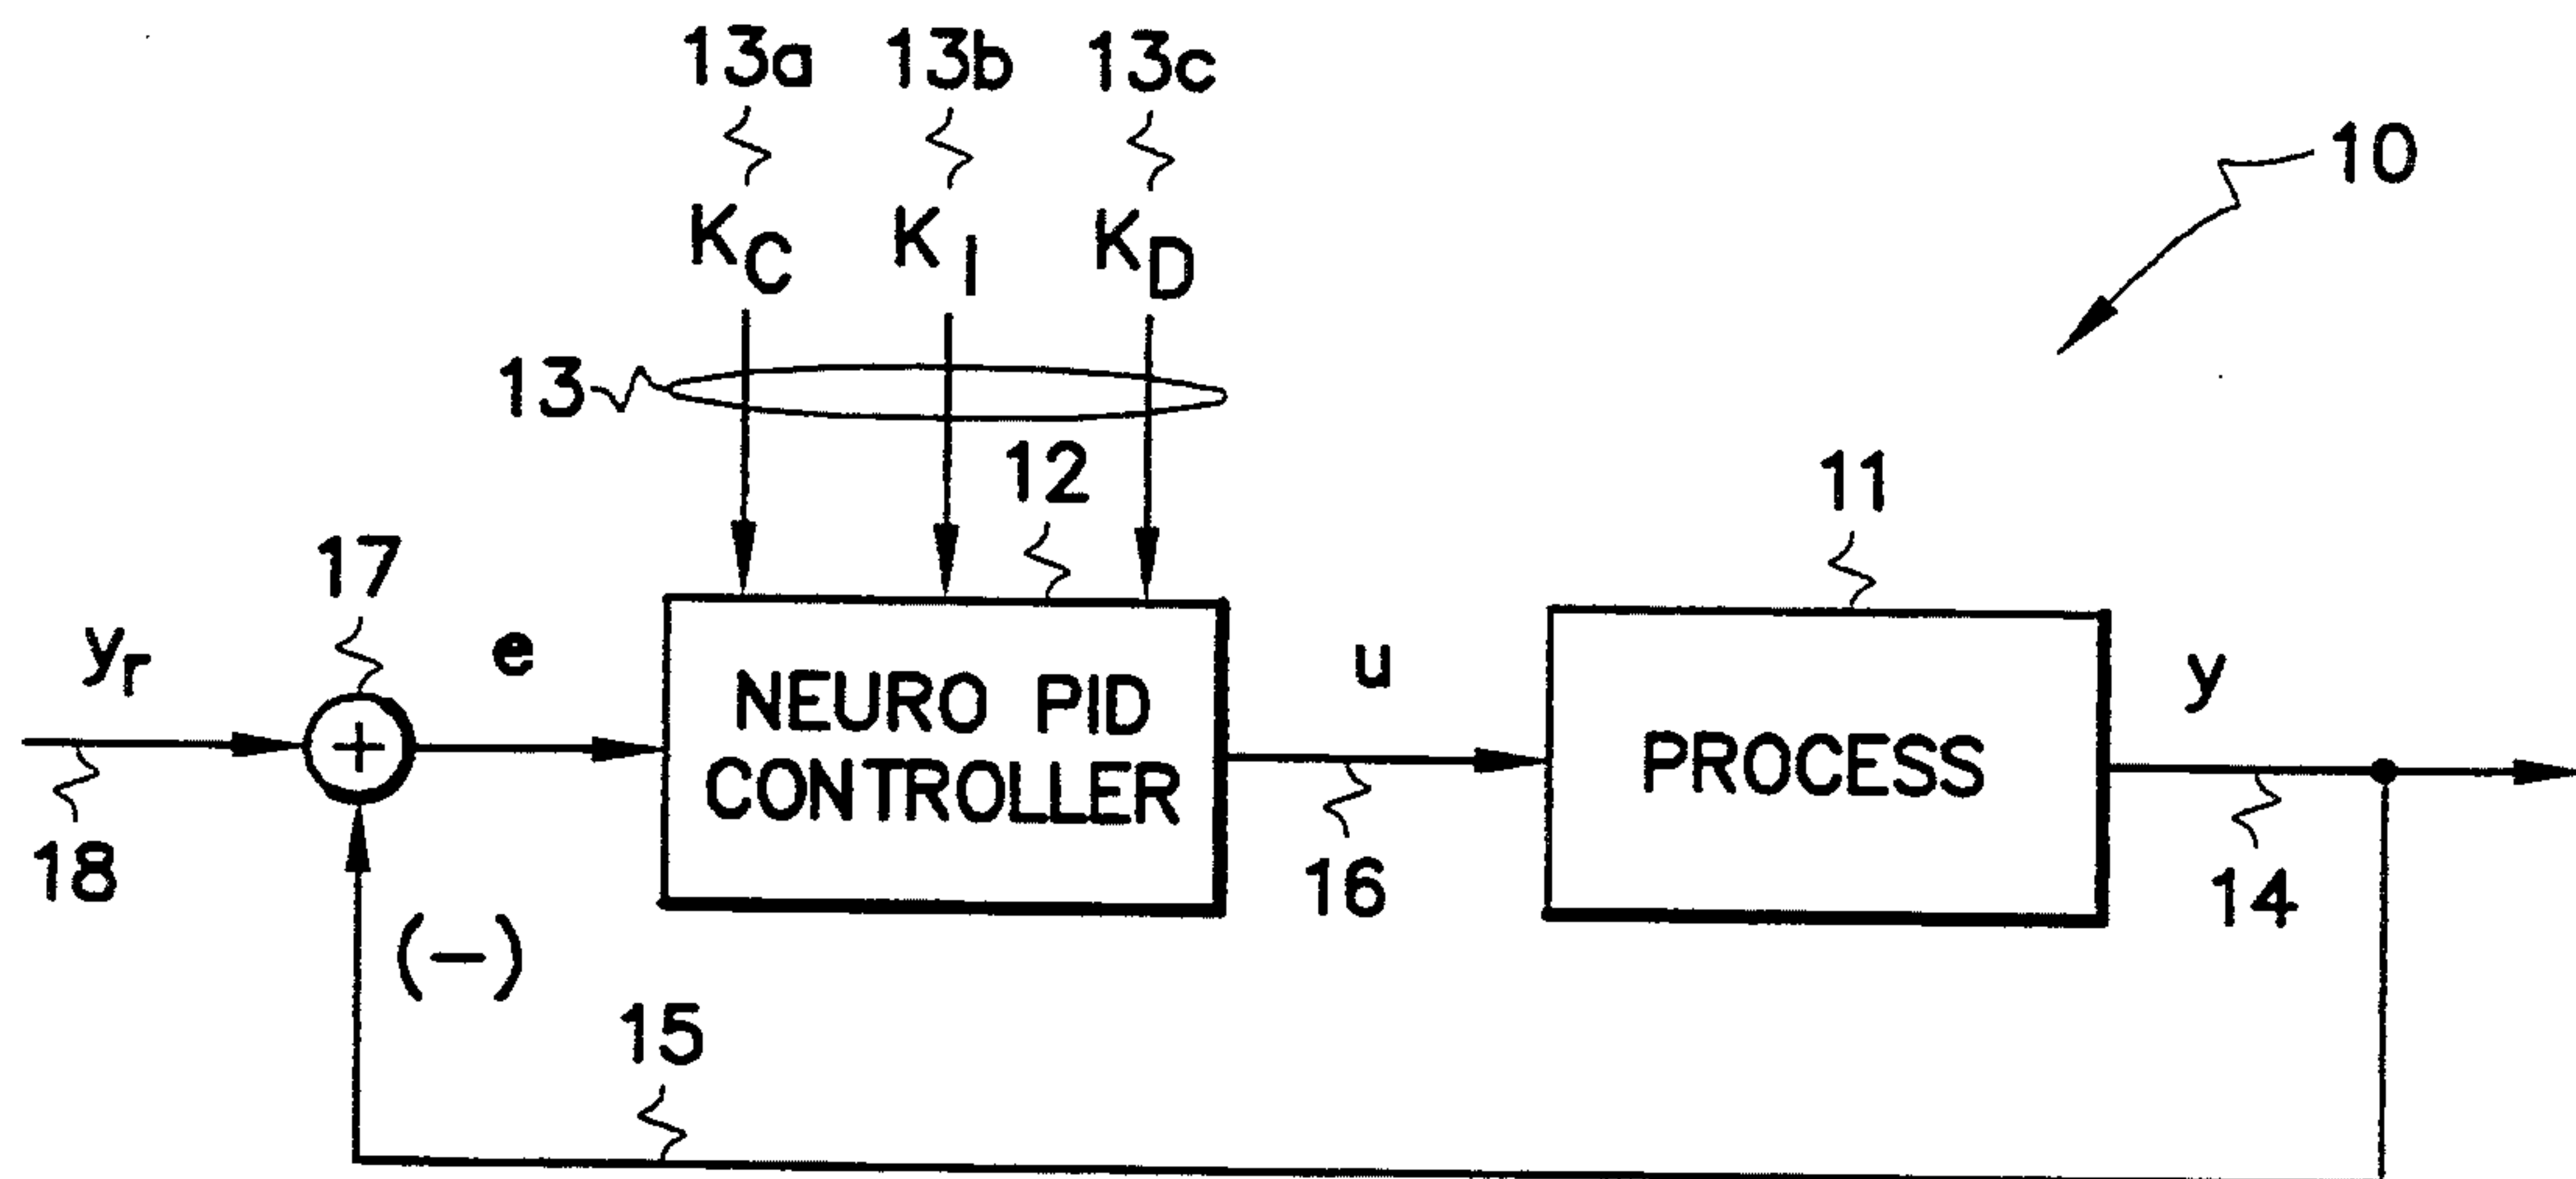 13a 13b 13c
10
K_C K_I K_D
13
12
11
17
y_r e u y
NEURO PID
CONTROLLER
PROCESS
+
18 16 14
(-)
15